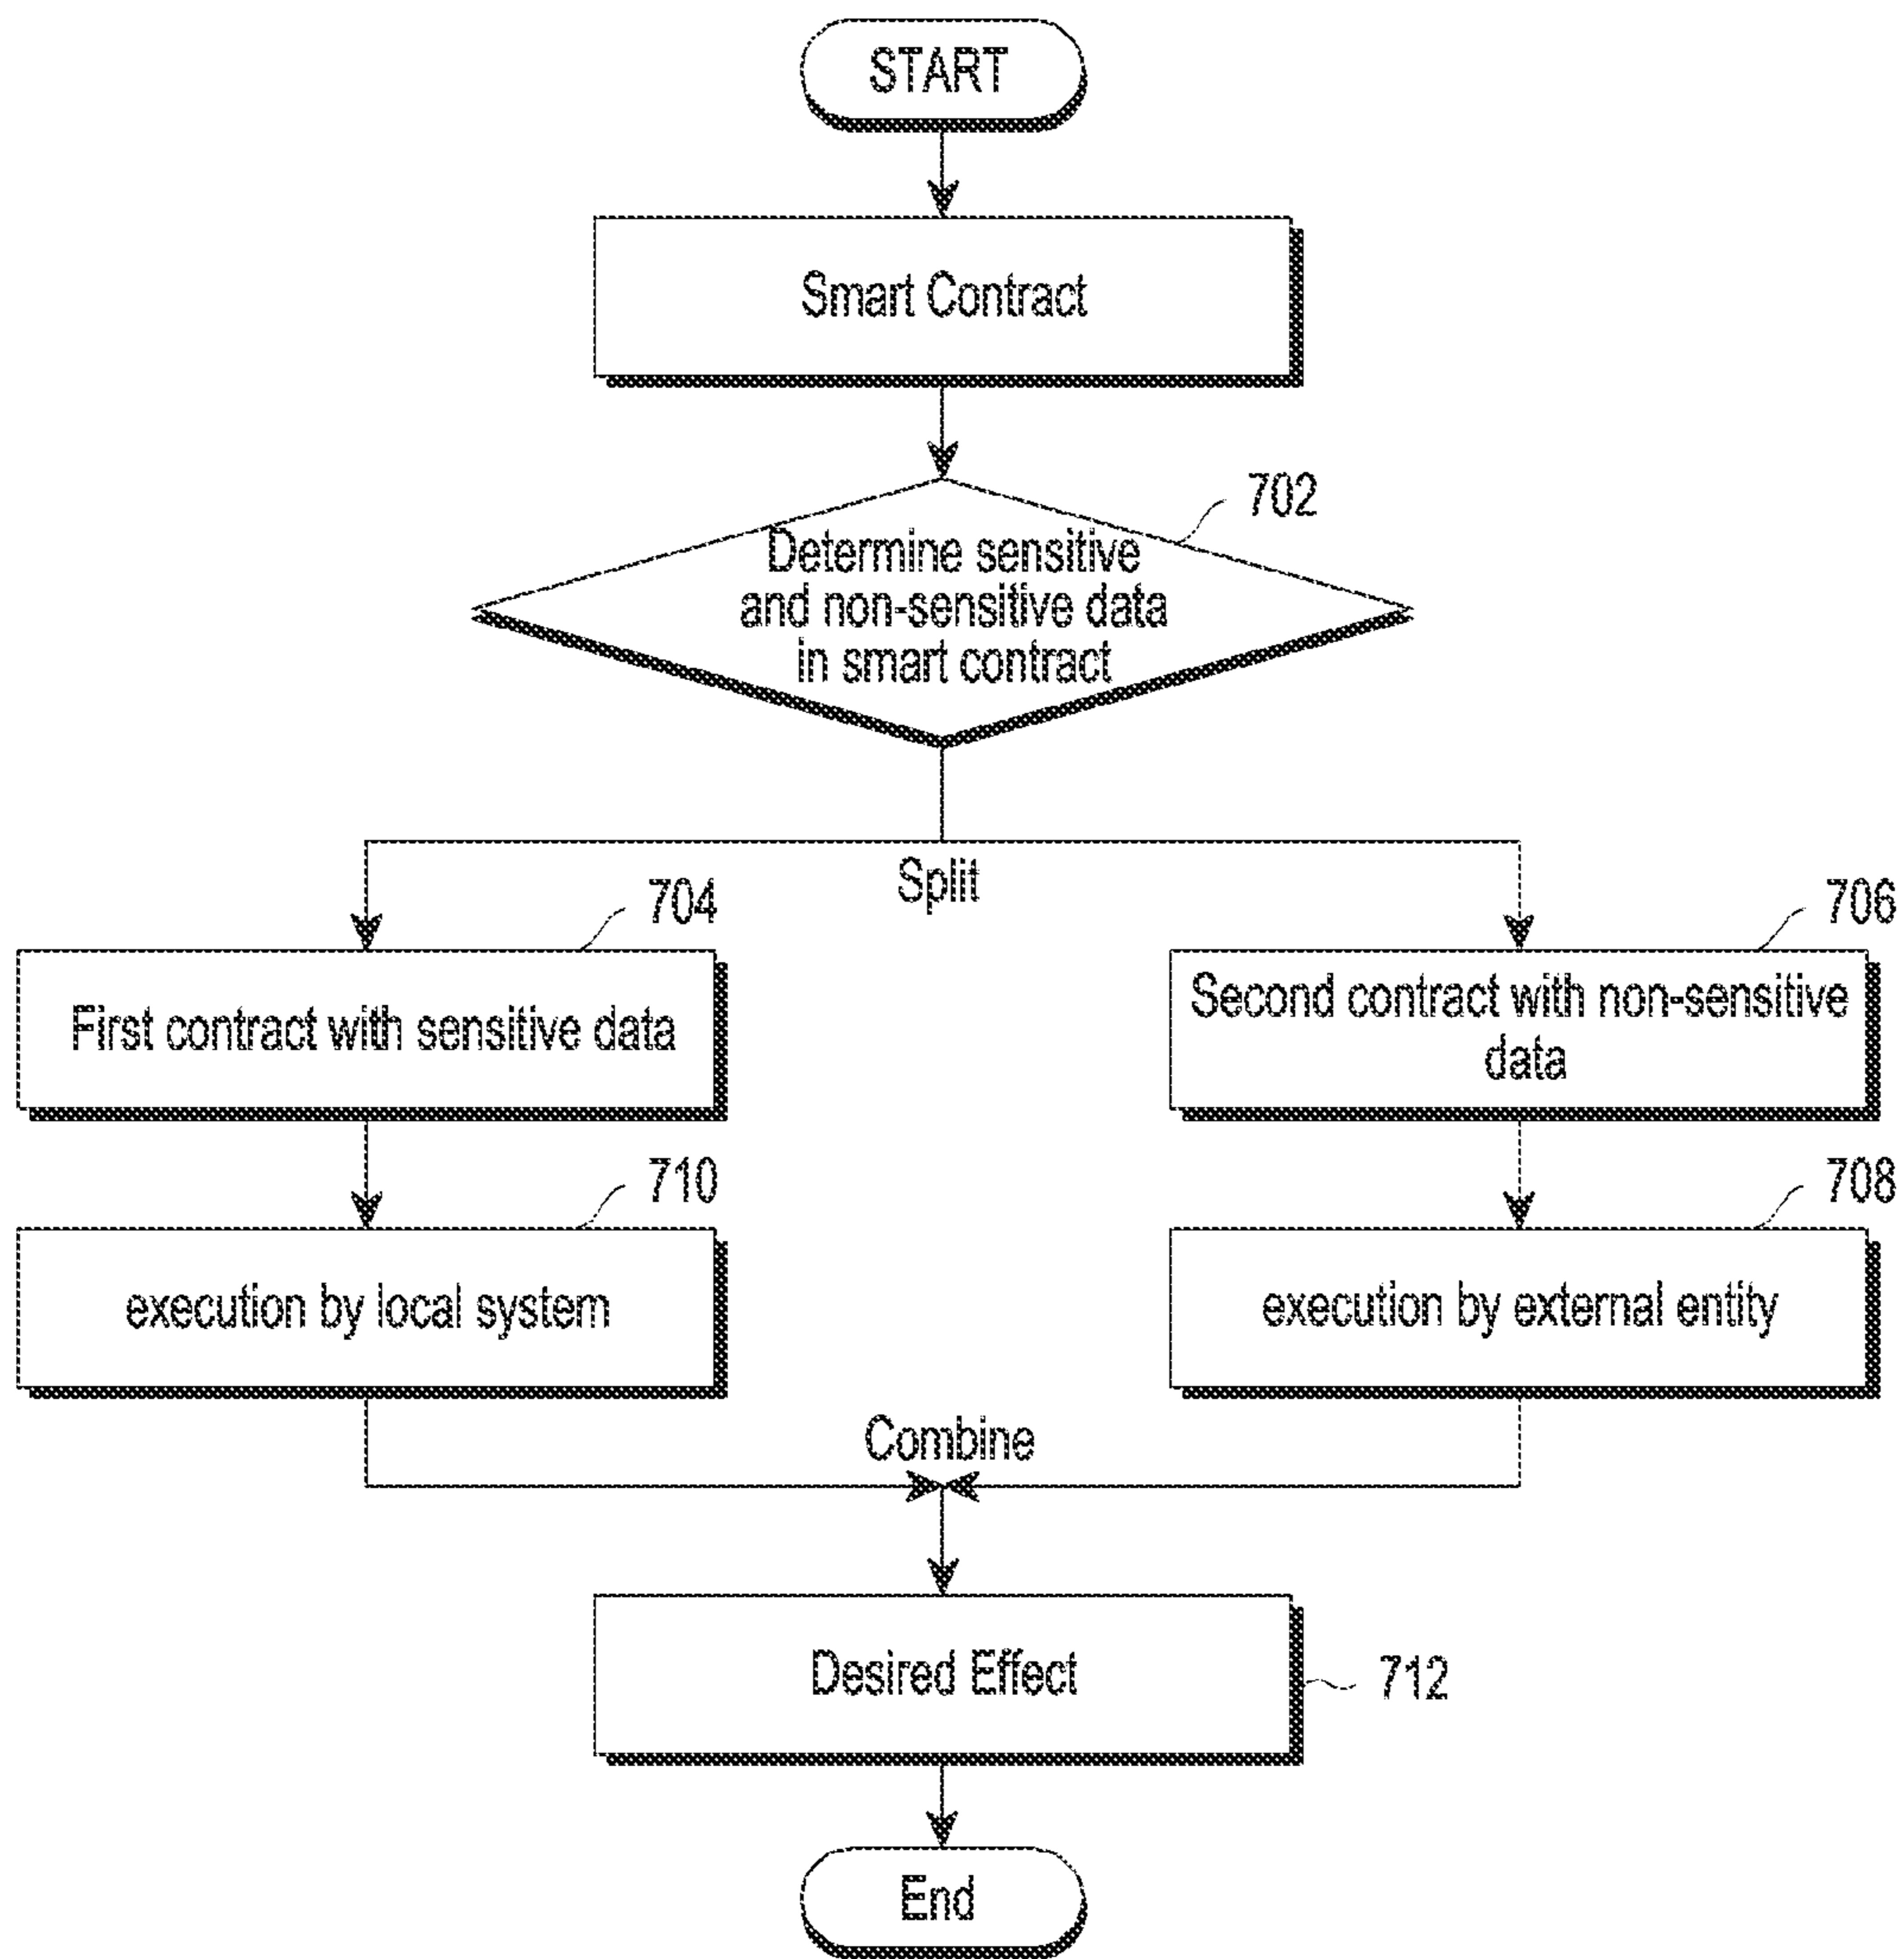 START
Smart Contract
702
Determine sensitive
and non-sensitive data
in smart contract
Split
704
First contract with sensitive data
706
Second contract with non-sensitive
data
710
execution by local system
708
execution by external entity
Combine
Desired Effect
712
End